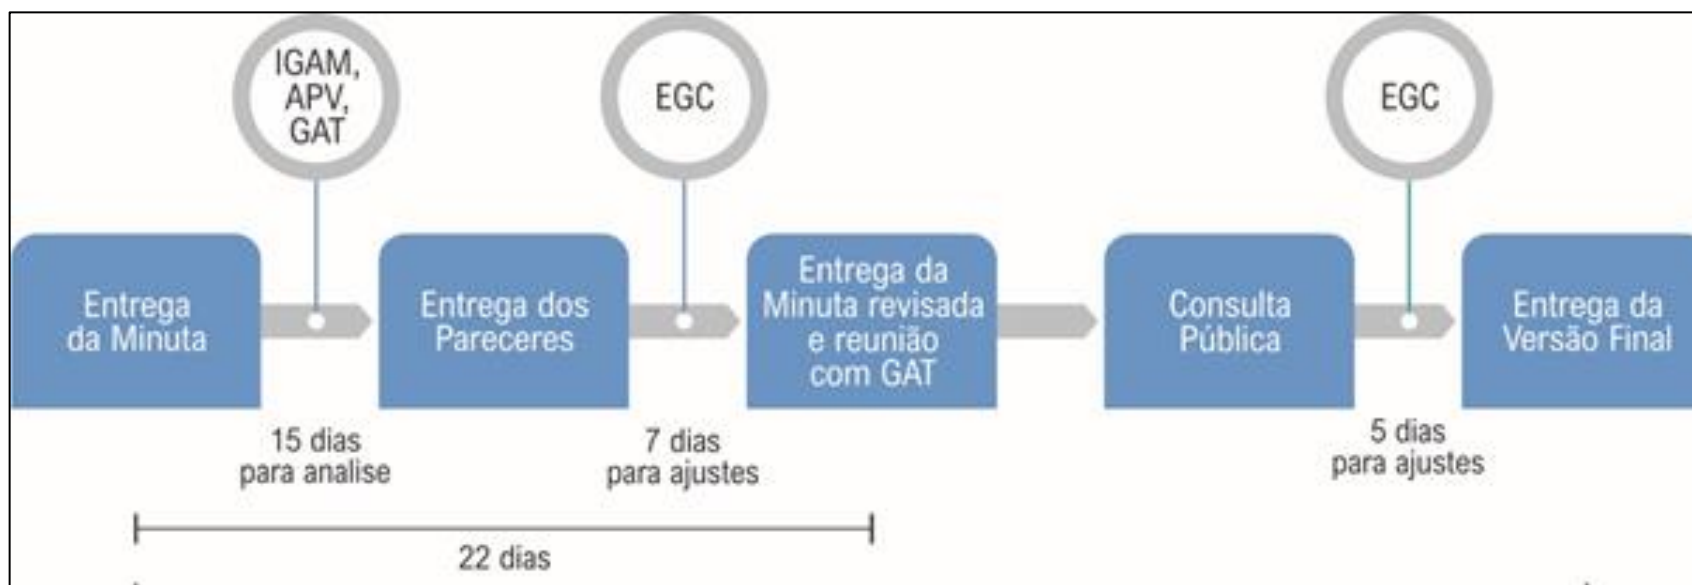 IGAM,
APV,
GAT
EGC
EGC
Entrega
da Minuta
Entrega dos
Pareceres
Entrega da
Minuta revisada
e reunião
com GAT
Consulta
Pública
Entrega da
Versão Final
15 dias
para analise
7 dias
para ajustes
5 dias
para ajustes
22 dias